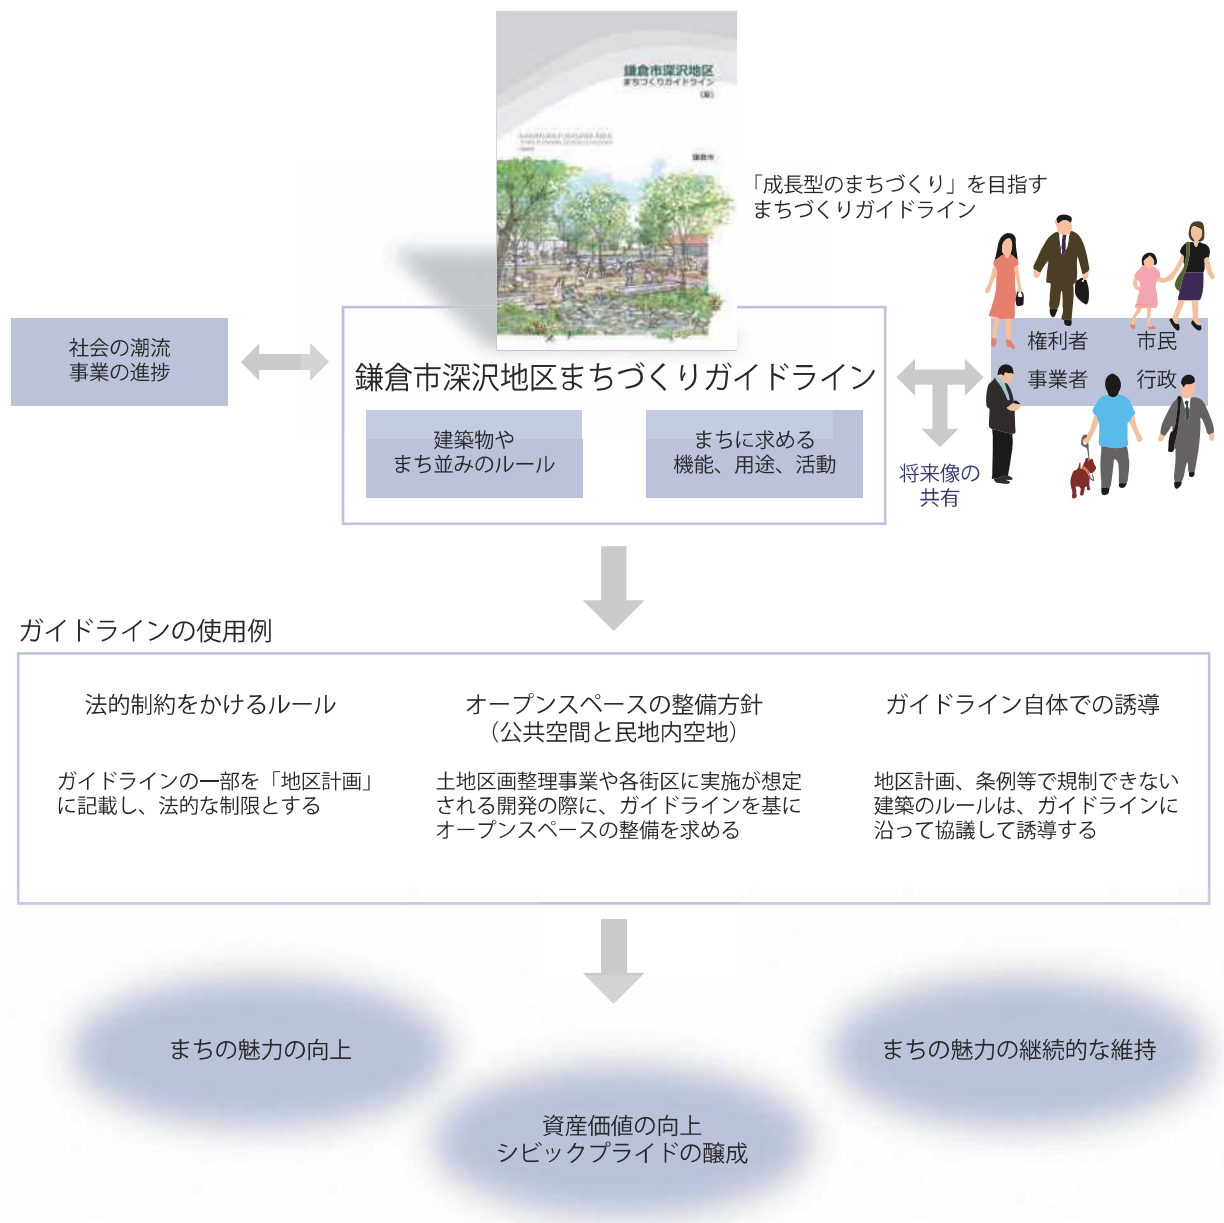 鎌倉市深沢地区
まちづくりガイドライン
(案)
鎌倉市
「成長型のまちづくり」を目指す
まちづくりガイドライン
社会の潮流
事業の進捗
鎌倉市深沢地区まちづくりガイドライン
建築物や
まち並みのルール
まちに求める
機能、用途、活動
権利者 市民
事業者 行政
将来像の
共有
ガイドラインの使用例
法的制約をかけるルール
ガイドラインの一部を「地区計画」
に記載し、法的な制限とする
オープンスペースの整備方針
（公共空間と民地内空地）
土地区画整理事業や各街区に実施が想定
される開発の際に、ガイドラインを基に
オープンスペースの整備を求める
ガイドライン自体での誘導
地区計画、条例等で規制できない
建築のルールは、ガイドラインに
沿って協議して誘導する
まちの魅力の向上
資産価値の向上
シビックプライドの醸成
まちの魅力の継続的な維持